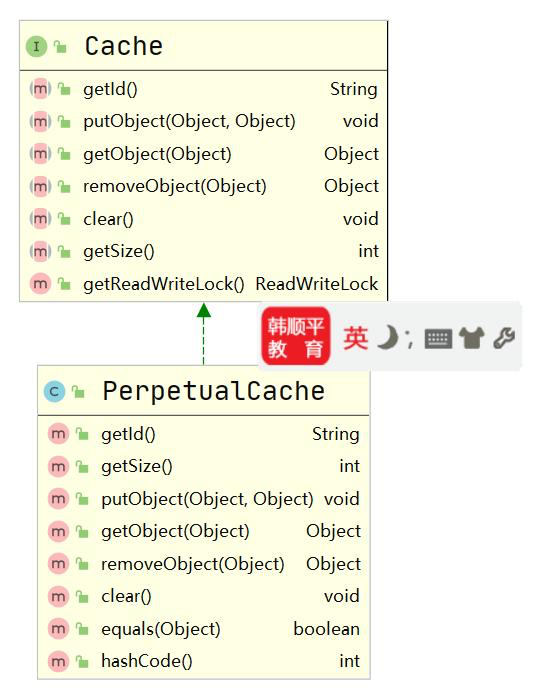 I Cache
m getId() String
m putObject(Object, Object) void
m getObject(Object) Object
m removeObject(Object) Object
m clear() void
m getSize() int
m getReadWriteLock() ReadWriteLock
韩顺平
教 育
英 ;
C PerpetualCache
m getId() String
m getSize() int
m putObject(Object, Object) void
m getObject(Object) Object
m removeObject(Object) Object
m clear() void
m equals(Object) boolean
m hashCode() int